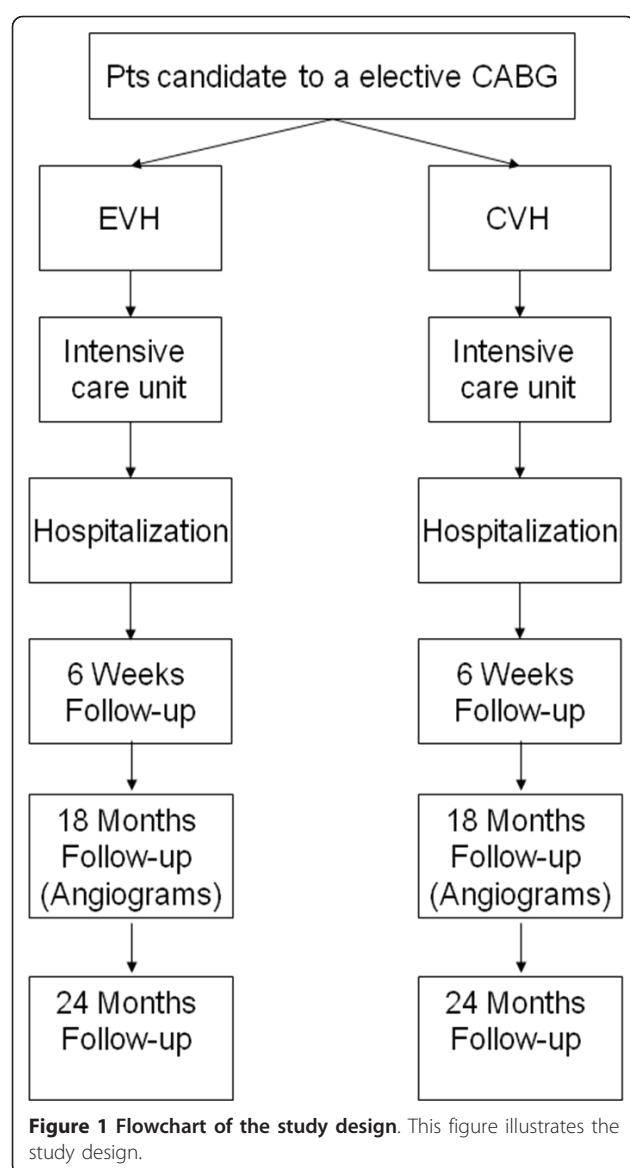 Pts candidate to a elective CABG
EVH
CVH
Intensive
care unit
Intensive
care unit
Hospitalization
Hospitalization
6 Weeks
Follow-up
6 Weeks
Follow-up
18 Months
Follow-up
(Angiograms)
18 Months
Follow-up
(Angiograms)
24 Months
Follow-up
24 Months
Follow-up
Figure 1 Flowchart of the study design. This figure illustrates the
study design.